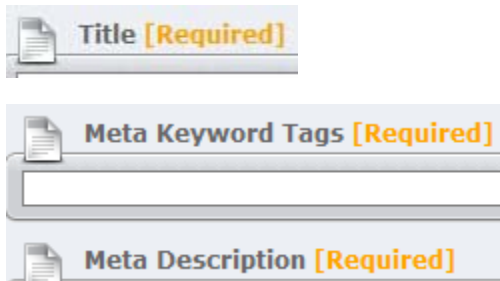 Title [Required]
Meta Keyword Tags [Required]
Meta Description [Required]